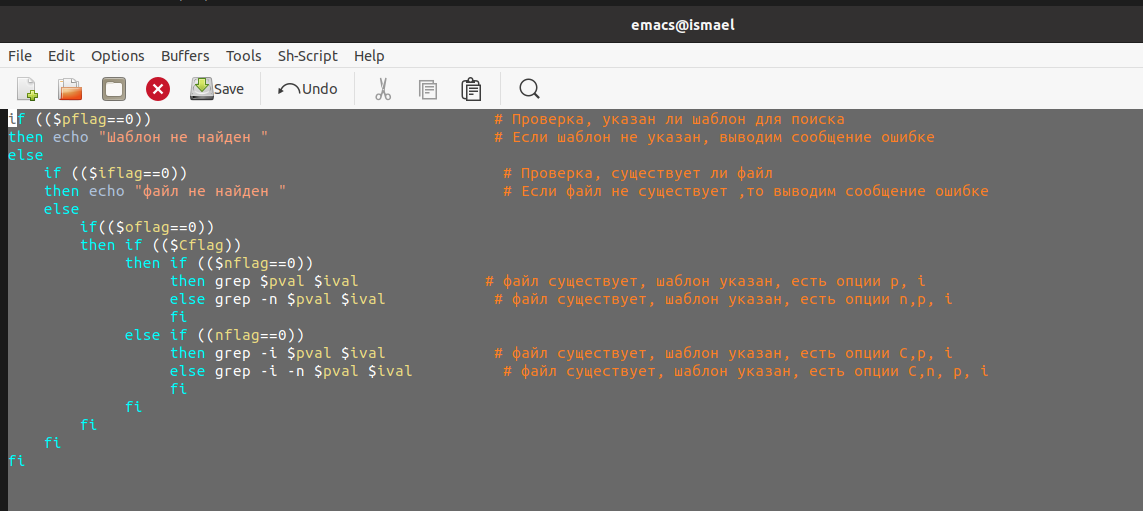 emacs@ismael
File Edit Options Buffers Tools Sh-Script Help
Save Undo
if (($pflag==0)) # Проверка, указан ли шаблон для поиска
then echo "Шаблон не найден " # Если шаблон не указан, выводим сообщение ошибке
else
if (($iflag==0)) # Проверка, существует ли файл
then echo "файл не найден " # Если файл не существует ,то выводим сообщение ошибке
else
if(($oflag==0))
then if (($Cflag))
then if (($nflag==0))
then grep $pval $ival # файл существует, шаблон указан, есть опции p, i
else grep -n $pval $ival # файл существует, шаблон указан, есть опции n,p, i
fi
else if ((nflag==0))
then grep -i $pval $ival # файл существует, шаблон указан, есть опции C,p, i
else grep -i -n $pval $ival # файл существует, шаблон указан, есть опции C,n, p, i
fi
fi
fi
fi
fi